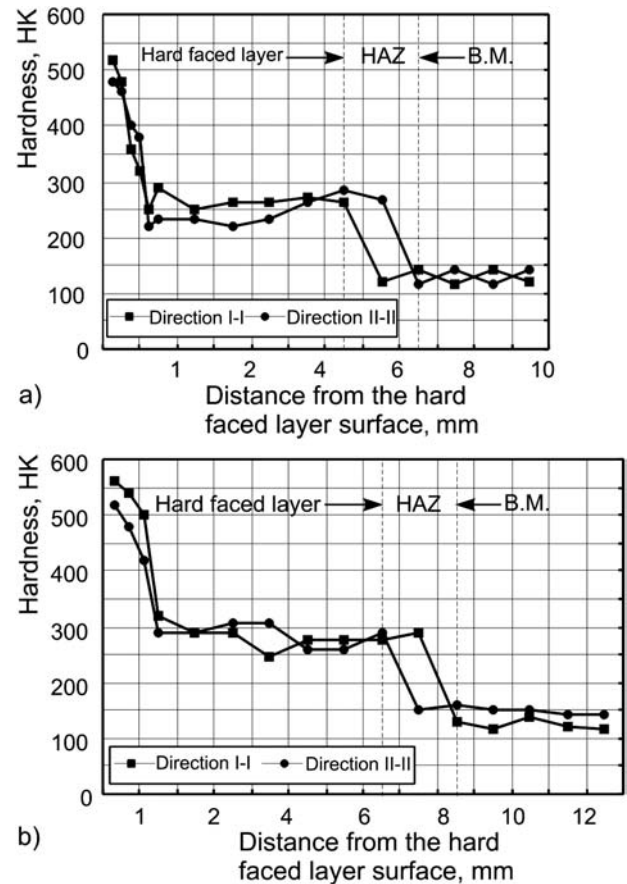 600
500
400
300
200
100
0
Hardness, HK
Hard faced layer
HAZ
B.M.
Direction I-I
Direction II-II
1
2
4
6
8
10
Distance from the hard
faced layer surface, mm
a)
600
500
400
300
200
100
0
Hardness, HK
Hard faced layer
HAZ
B.M.
Direction I-I
Direction II-II
1
2
4
6
8
10
12
Distance from the hard
faced layer surface, mm
b)